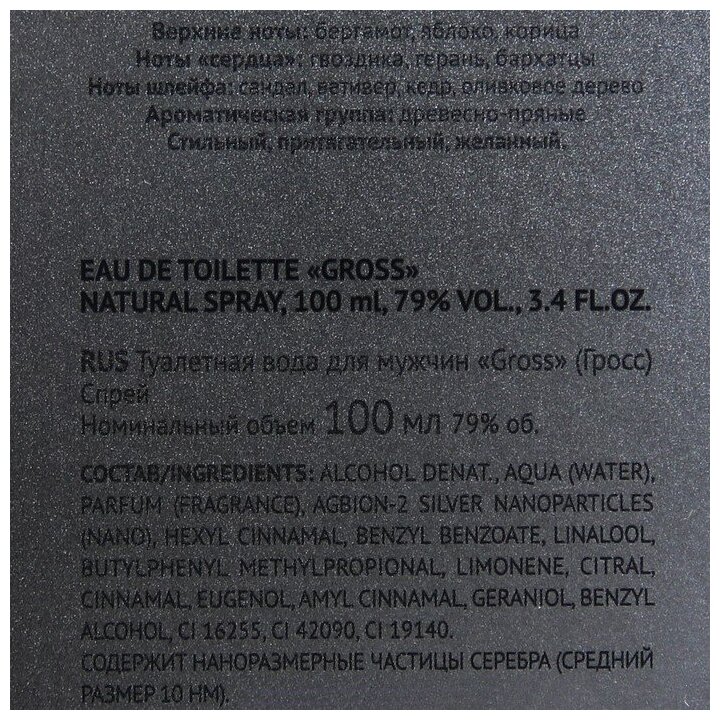 Верхние ноты: бергамот, яблоко, корица
Ноты «сердца»: гвоздика, герань, бархатцы
Ноты шлейфа: сандал, ветивер, кедр, оливковое дерево
Ароматическая группа: древесно-пряные
Стильный, притягательный, желанный.
EAU DE TOILETTE «GROSS»
NATURAL SPRAY, 100 ml, 79% VOL., 3.4 FL.OZ.
RUS Туалетная вода для мужчин «Gross» (Гросс)
Спрей
Номинальный объем 100 мл 79% об.
СОСТАВ/INGREDIENTS: ALCOHOL DENAT., AQUA (WATER),
PARFUM (FRAGRANCE), AGBION-2 SILVER NANOPARTICLES
(NANO), HEXYL CINNAMAL, BENZYL BENZOATE, LINALOOL,
BUTYLPHENYL METHYLPROPIONAL, LIMONENE, CITRAL,
CINNAMAL, EUGENOL, AMYL CINNAMAL, GERANIOL, BENZYL
ALCOHOL, CI 16255, CI 42090, CI 19140.
СОДЕРЖИТ НАНОРАЗМЕРНЫЕ ЧАСТИЦЫ СЕРЕБРА (СРЕДНИЙ
РАЗМЕР 10 НМ).